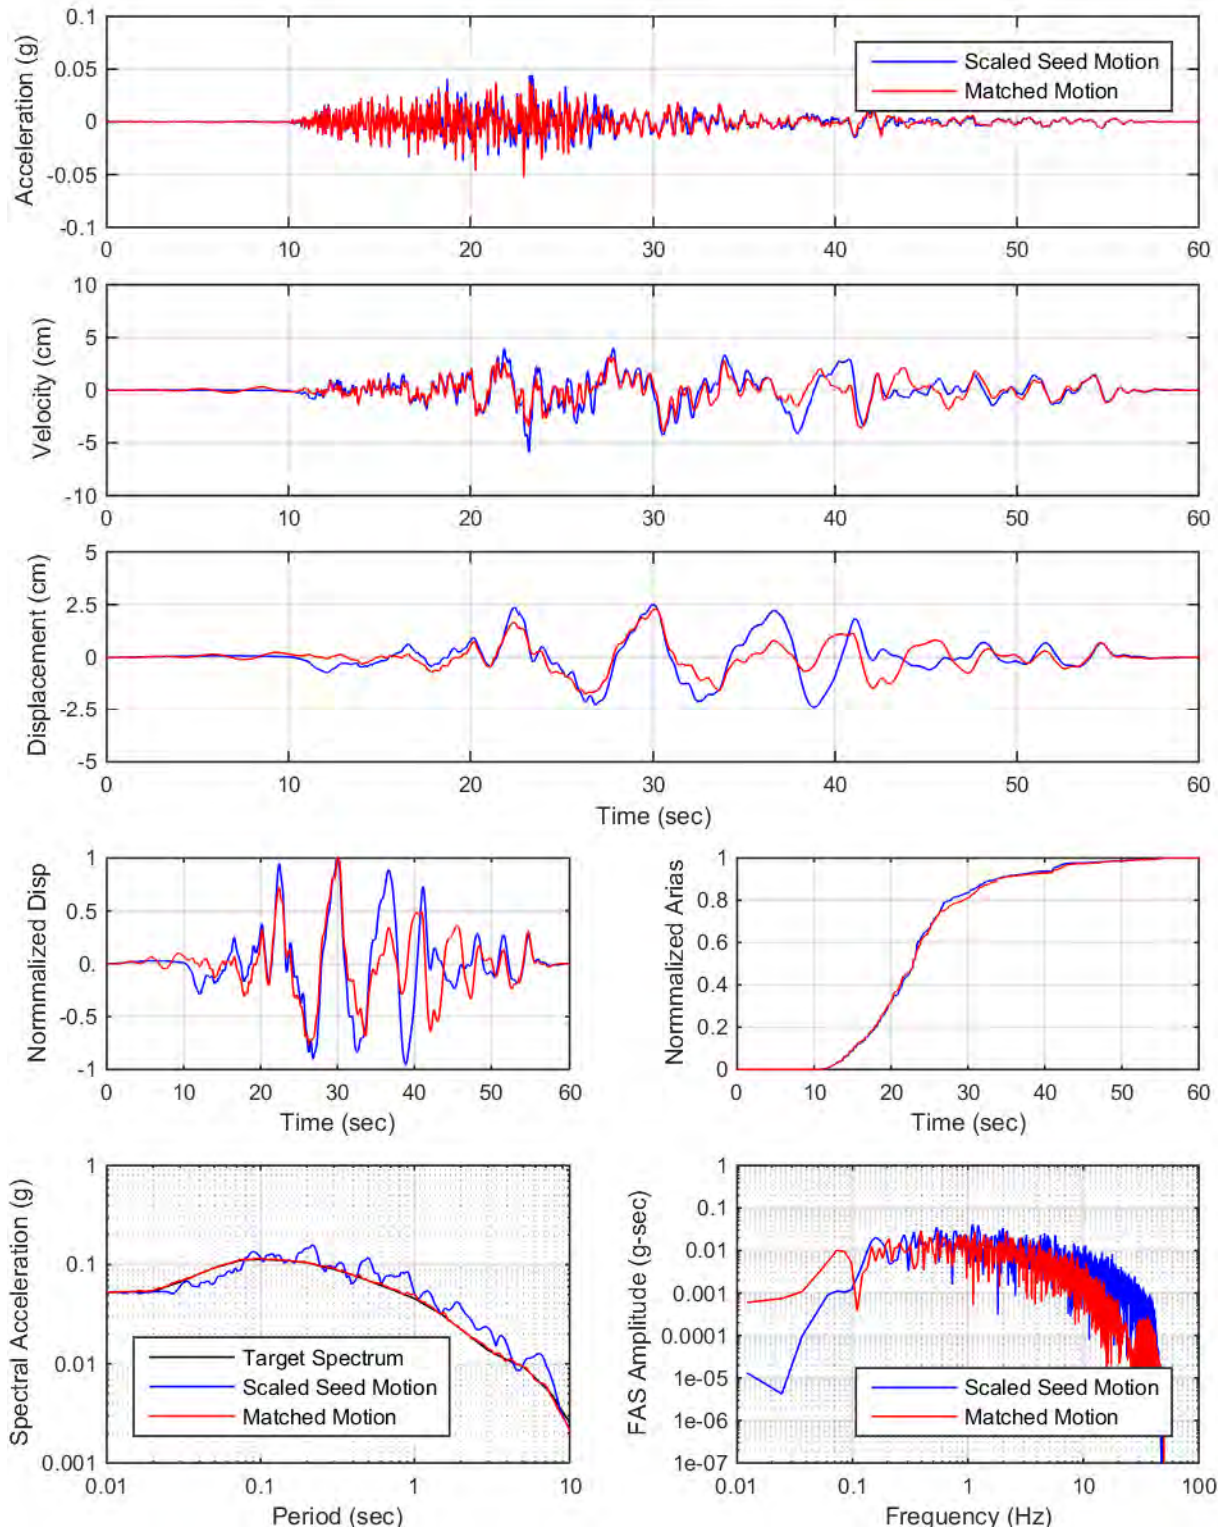 0.1
0.05
0
-0.05
-0.1
Acceleration (g)
Scaled Seed Motion
Matched Motion
0 10 20 30 40 50 60
10
5
0
-5
-10
Velocity (cm)
0 10 20 30 40 50 60
5
2.5
0
-2.5
-5
Displacement (cm)
0 10 20 30 40 50 60
Time (sec)
1
0.5
0
-0.5
-1
Normmalized Disp
0 10 20 30 40 50 60
Time (sec)
1
0.8
0.6
0.4
0.2
0
Normmalized Arias
0 10 20 30 40 50 60
Time (sec)
1
0.1
0.01
0.001
Spectral Acceleration (g)
Target Spectrum
Scaled Seed Motion
Matched Motion
0.01 0.1 1 10
Period (sec)
1
0.1
0.01
0.001
0.0001
1e-05
1e-06
1e-07
FAS Amplitude (g-sec)
Scaled Seed Motion
Matched Motion
0.01 0.1 1 10 100
Frequency (Hz)